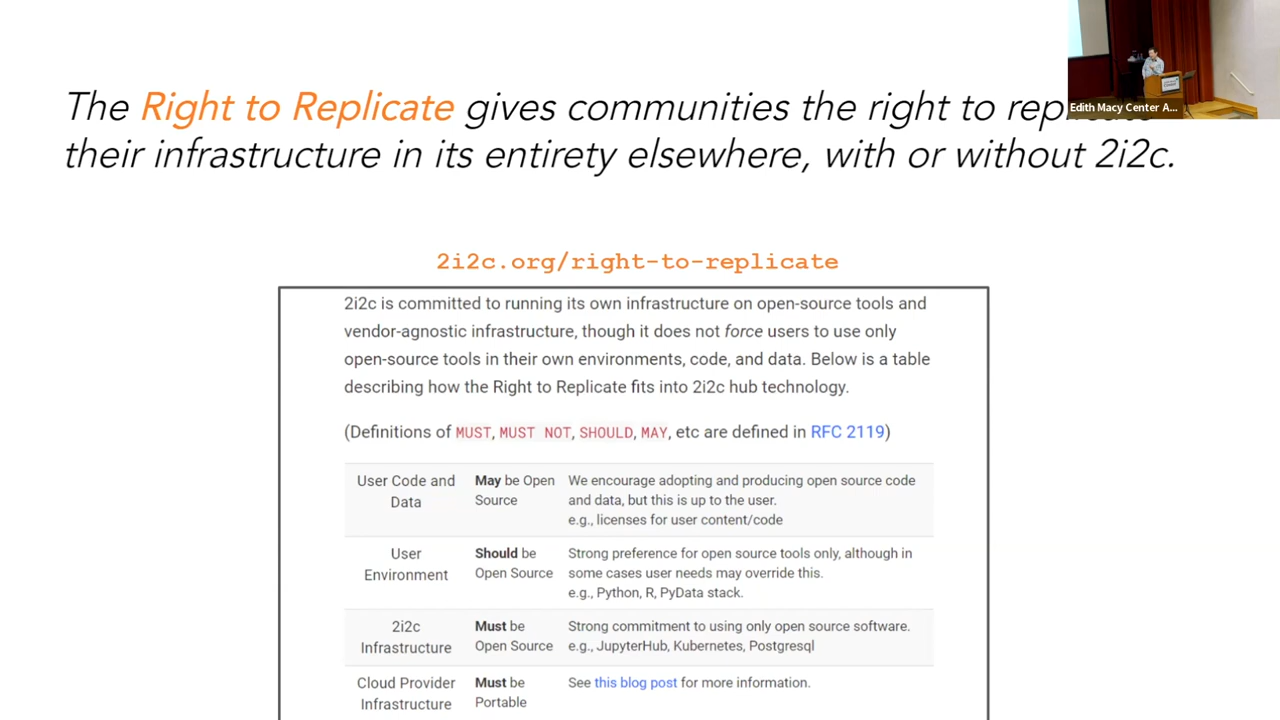 The Right to Replicate gives communities the right to
their infrastructure in its entirety elsewhere, with or without 2i2c.
Edith Macy Center A...
2i2c.org/right-to-replicate
2i2c is committed to running its own infrastructure on open-source tools and
vendor-agnostic infrastructure, though it does not force users to use only
open-source tools in their own environments, code, and data. Below is a table
describing how the Right to Replicate fits into 2i2c hub technology.
(Definitions of MUST, MUST NOT, SHOULD, MAY, etc are defined in RFC 2119)
User Code and
Data
May be Open
Source
We encourage adopting and producing open source code
and data, but this is up to the user.
e.g., licenses for user content/code
User
Environment
Should be
Open Source
Strong preference for open source tools only, although in
some cases user needs may override this.
e.g., Python, R, PyData stack.
2i2c
Infrastructure
Must be
Open Source
Strong commitment to using only open source software.
e.g., JupyterHub, Kubernetes, Postgresql
Cloud Provider
Infrastructure
Must be
Portable
See this blog post for more information.